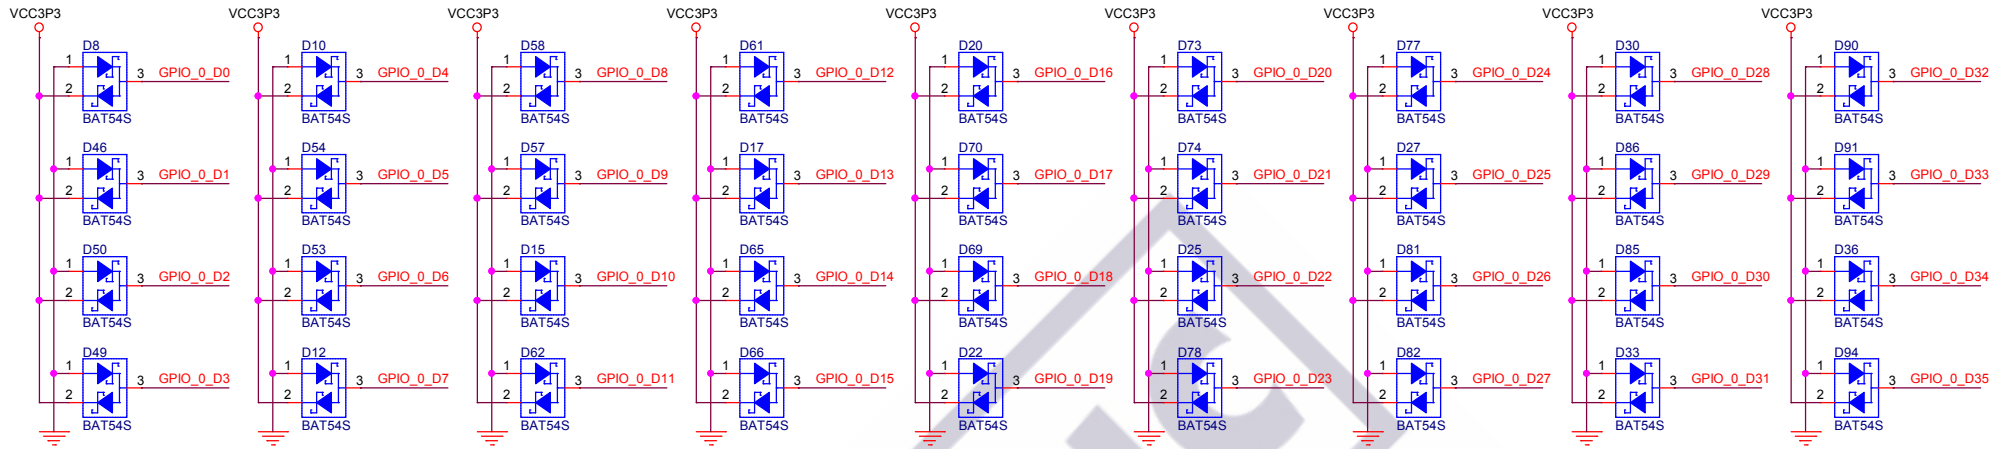 VCC3P3 VCC3P3 VCC3P3 VCC3P3 VCC3P3 VCC3P3 VCC3P3 VCC3P3 VCC3P3
D8 D10 D58 D61 D20 D73 D77 D30 D90
1 1 1 1 1 1 1 1 1
3 GPIO_0_D0 3 GPIO_0_D4 3 GPIO_0_D8 3 GPIO_0_D12 3 GPIO_0_D16 3 GPIO_0_D20 3 GPIO_0_D24 3 GPIO_0_D28 3 GPIO_0_D32
2 2 2 2 2 2 2 2 2
BAT54S BAT54S BAT54S BAT54S BAT54S BAT54S BAT54S BAT54S BAT54S
D46 D54 D57 D17 D70 D74 D27 D86 D91
1 1 1 1 1 1 1 1 1
3 GPIO_0_D1 3 GPIO_0_D5 3 GPIO_0_D9 3 GPIO_0_D13 3 GPIO_0_D17 3 GPIO_0_D21 3 GPIO_0_D25 3 GPIO_0_D29 3 GPIO_0_D33
2 2 2 2 2 2 2 2 2
BAT54S BAT54S BAT54S BAT54S BAT54S BAT54S BAT54S BAT54S BAT54S
D50 D53 D15 D65 D69 D25 D81 D85 D36
1 1 1 1 1 1 1 1 1
3 GPIO_0_D2 3 GPIO_0_D6 3 GPIO_0_D10 3 GPIO_0_D14 3 GPIO_0_D18 3 GPIO_0_D22 3 GPIO_0_D26 3 GPIO_0_D30 3 GPIO_0_D34
2 2 2 2 2 2 2 2 2
BAT54S BAT54S BAT54S BAT54S BAT54S BAT54S BAT54S BAT54S BAT54S
D49 D12 D62 D66 D22 D78 D82 D33 D94
1 1 1 1 1 1 1 1 1
3 GPIO_0_D3 3 GPIO_0_D7 3 GPIO_0_D11 3 GPIO_0_D15 3 GPIO_0_D19 3 GPIO_0_D23 3 GPIO_0_D27 3 GPIO_0_D31 3 GPIO_0_D35
2 2 2 2 2 2 2 2 2
BAT54S BAT54S BAT54S BAT54S BAT54S BAT54S BAT54S BAT54S BAT54S